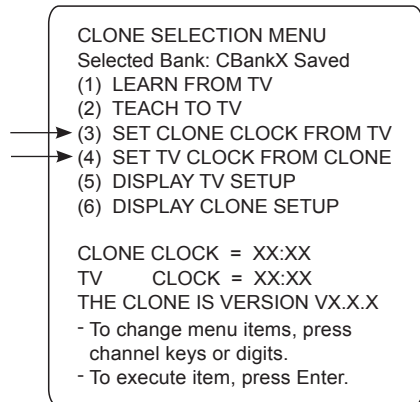 CLONE SELECTION MENU
Selected Bank: CBankX Saved
(1) LEARN FROM TV
(2) TEACH TO TV
(3) SET CLONE CLOCK FROM TV
(4) SET TV CLOCK FROM CLONE
(5) DISPLAY TV SETUP
(6) DISPLAY CLONE SETUP
CLONE CLOCK = XX:XX
TV CLOCK = XX:XX
THE CLONE IS VERSION VX.X.X
- To change menu items, press
channel keys or digits.
- To execute item, press Enter.